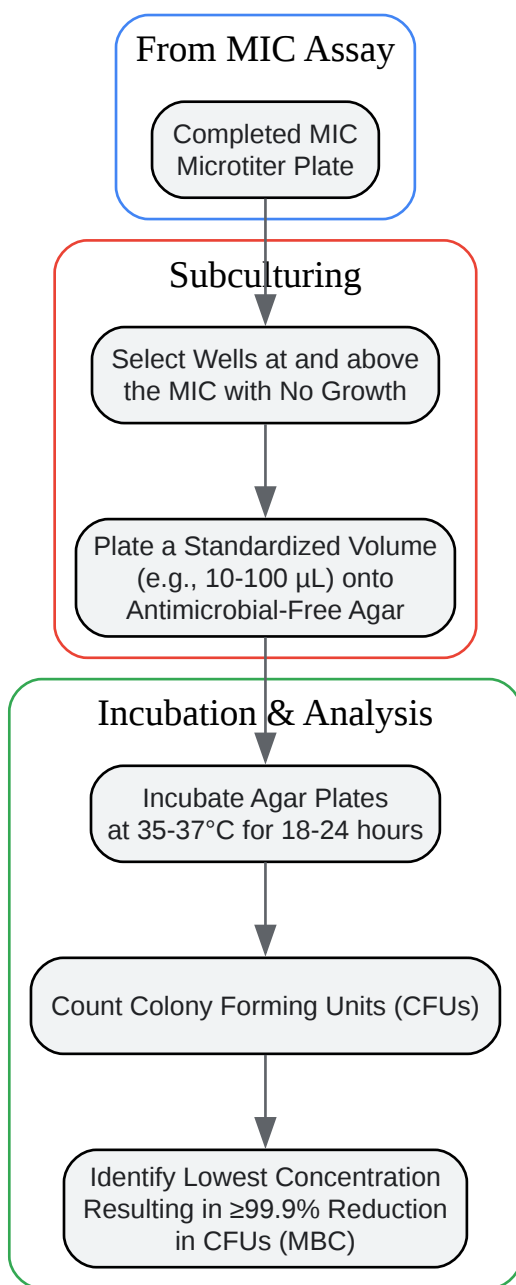 From MIC Assay
Completed MIC
Microtiter Plate
Subculturing
Select Wells at and above
the MIC with No Growth
Plate a Standardized Volume
(e.g., 10-100 µL) onto
Antimicrobial-Free Agar
Incubation & Analysis
Incubate Agar Plates
at 35-37°C for 18-24 hours
Count Colony Forming Units (CFUs)
Identify Lowest Concentration
Resulting in ≥99.9% Reduction
in CFUs (MBC)